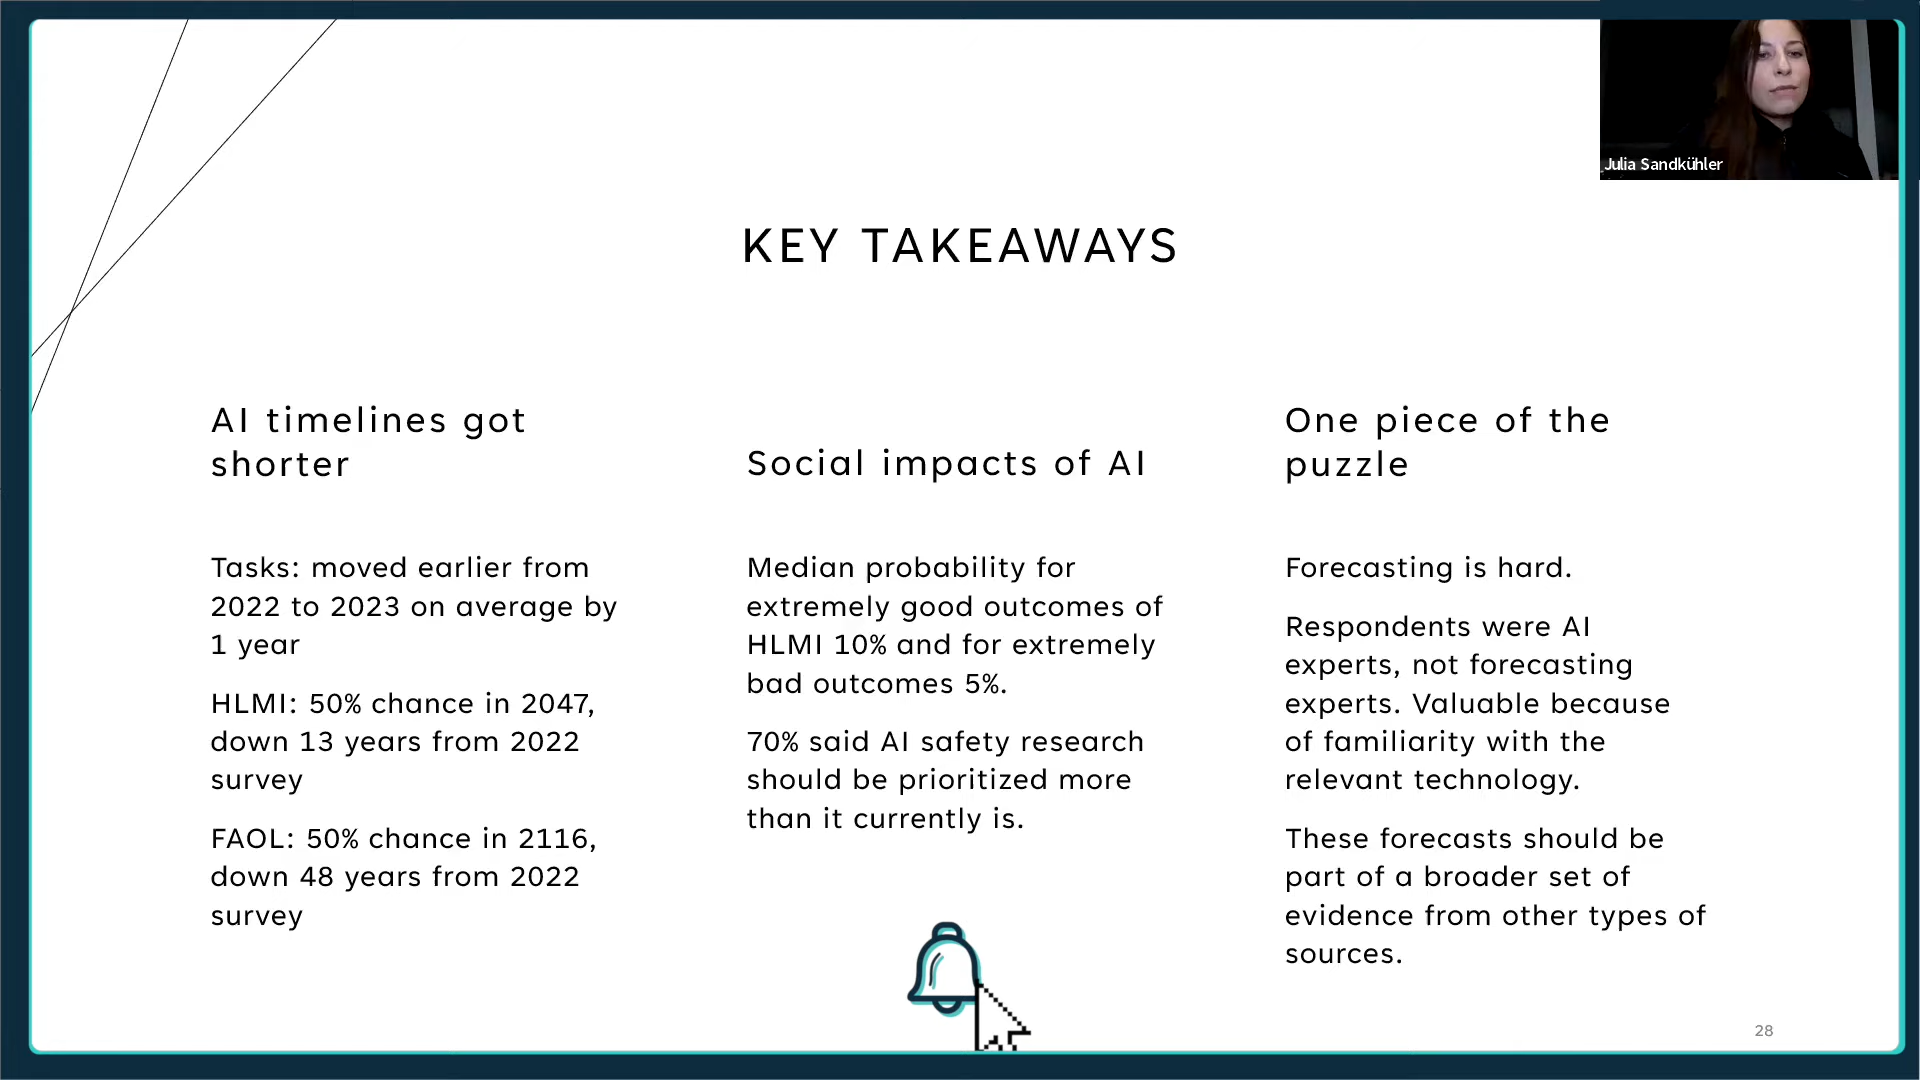 Julia Sandkühler
KEY TAKEAWAYS
AI timelines got
shorter
Tasks: moved earlier from
2022 to 2023 on average by
1 year
HLMI: 50% chance in 2047,
down 13 years from 2022
survey
FAOL: 50% chance in 2116,
down 48 years from 2022
survey
Social impacts of AI
Median probability for
extremely good outcomes of
HLMI 10% and for extremely
bad outcomes 5%.
70% said AI safety research
should be prioritized more
than it currently is.
One piece of the
puzzle
Forecasting is hard.
Respondents were AI
experts, not forecasting
experts. Valuable because
of familiarity with the
relevant technology.
These forecasts should be
part of a broader set of
evidence from other types of
sources.
28